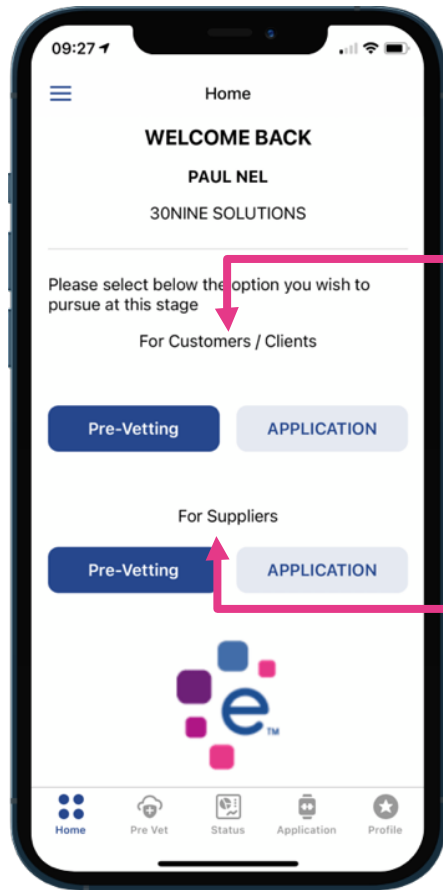 09:27
Home
WELCOME BACK
PAUL NEL
30NINE SOLUTIONS
Please select below the option you wish to
pursue at this stage
For Customers / Clients
Pre-Vetting APPLICATION
For Suppliers
Pre-Vetting APPLICATION
e TM
Home Pre Vet Status Application Profile